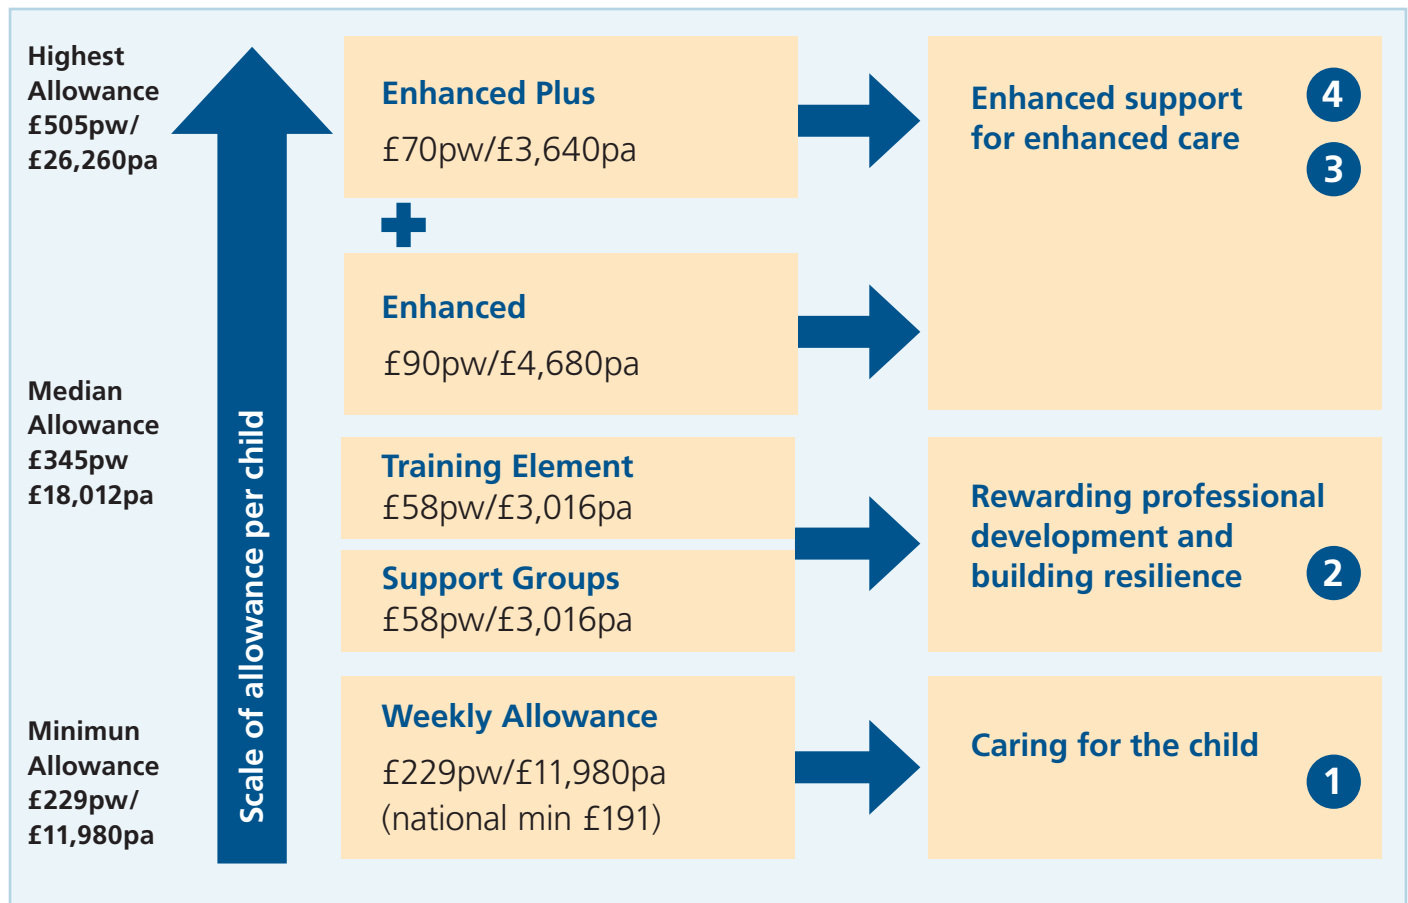 Highest
Allowance
£505pw/
£26,260pa
Median
Allowance
£345pw
£18,012pa
Minimun
Allowance
£229pw/
£11,980pa
Scale of allowance per child
Enhanced Plus
£70pw/£3,640pa
Enhanced
£90pw/£4,680pa
Training Element
£58pw/£3,016pa
Support Groups
£58pw/£3,016pa
Weekly Allowance
£229pw/£11,980pa
(national min £191)
Enhanced support
for enhanced care
4
3
Rewarding professional
development and
building resilience
2
Caring for the child
1